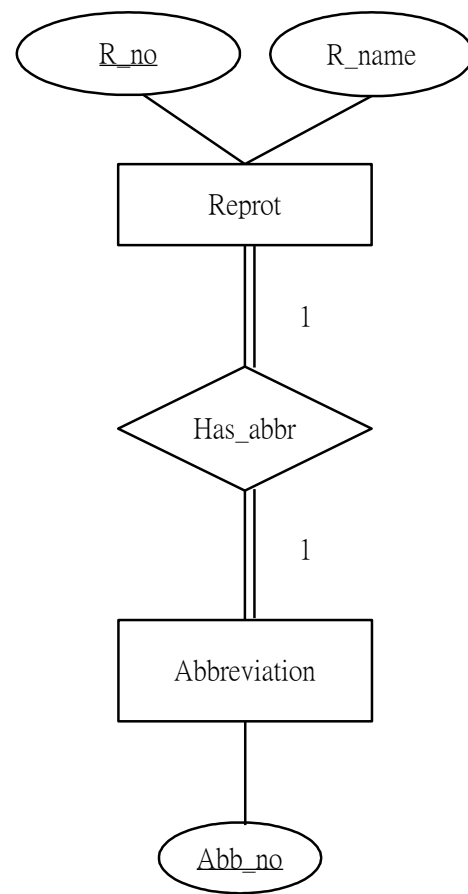 R_no
R_name
Reprot
1
Has_abbr
1
Abbreviation
Abb_no